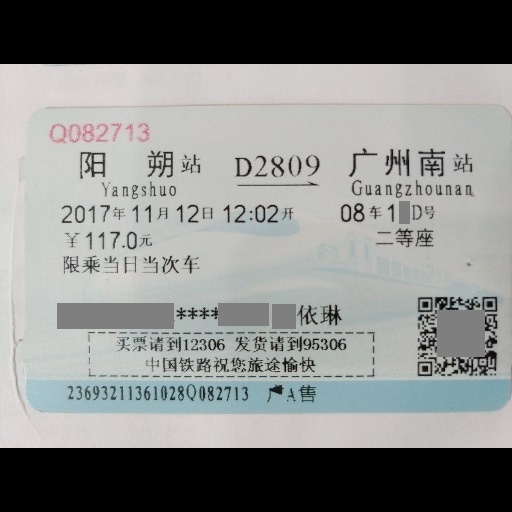 Q082713
阳 朔 站 D2809 广州南 站
Yangshuo Guangzhounan
2017年11月12日 12:02开 08车1 D号
￥117.0元 二等座
限乘当日当次车
**** 依琳
买票请到12306 发货请到95306
中国铁路祝您旅途愉快
23693211361028Q082713 A售